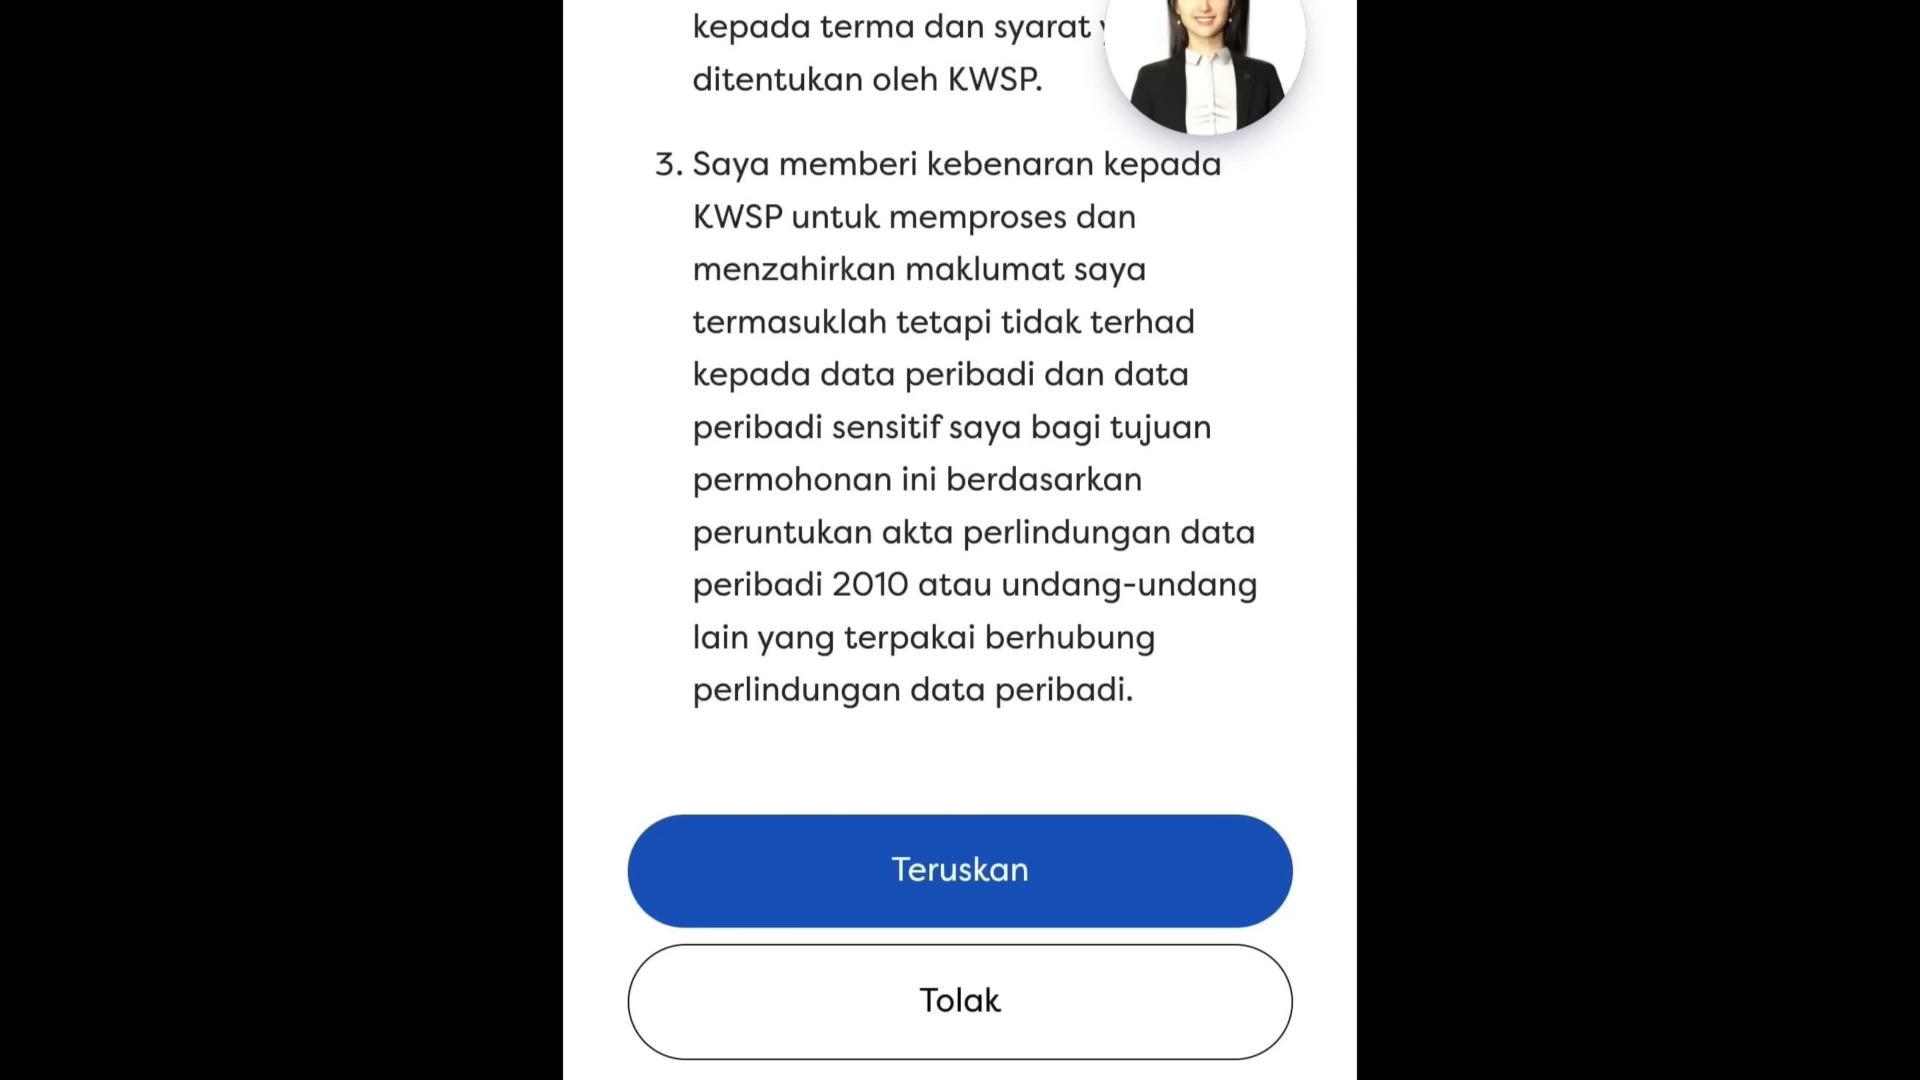 kepada terma dan syarat
ditentukan oleh KWSP.
3. Saya memberi kebenaran kepada
KWSP untuk memproses dan
menzahirkan maklumat saya
termasuklah tetapi tidak terhad
kepada data peribadi dan data
peribadi sensitif saya bagi tujuan
permohonan ini berdasarkan
peruntukan akta perlindungan data
peribadi 2010 atau undang-undang
lain yang terpakai berhubung
perlindungan data peribadi.
Teruskan
Tolak